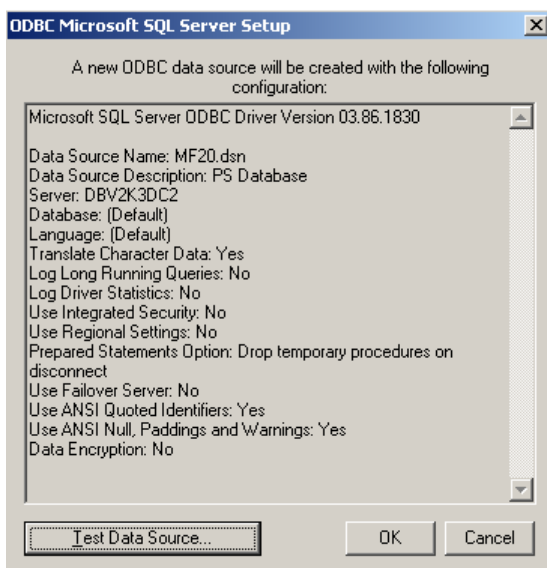 ODBC Microsoft SQL Server Setup
A new ODBC data source will be created with the following
configuration:
Microsoft SQL Server ODBC Driver Version 03.86.1830
Data Source Name: MF20.dsn
Data Source Description: PS Database
Server: DBV2K3DC2
Database: (Default)
Language: (Default)
Translate Character Data: Yes
Log Long Running Queries: No
Log Driver Statistics: No
Use Integrated Security: No
Use Regional Settings: No
Prepared Statements Option: Drop temporary procedures on
disconnect
Use Failover Server: No
Use ANSI Quoted Identifiers: Yes
Use ANSI Null, Paddings and Warnings: Yes
Data Encryption: No
Test Data Source... OK Cancel